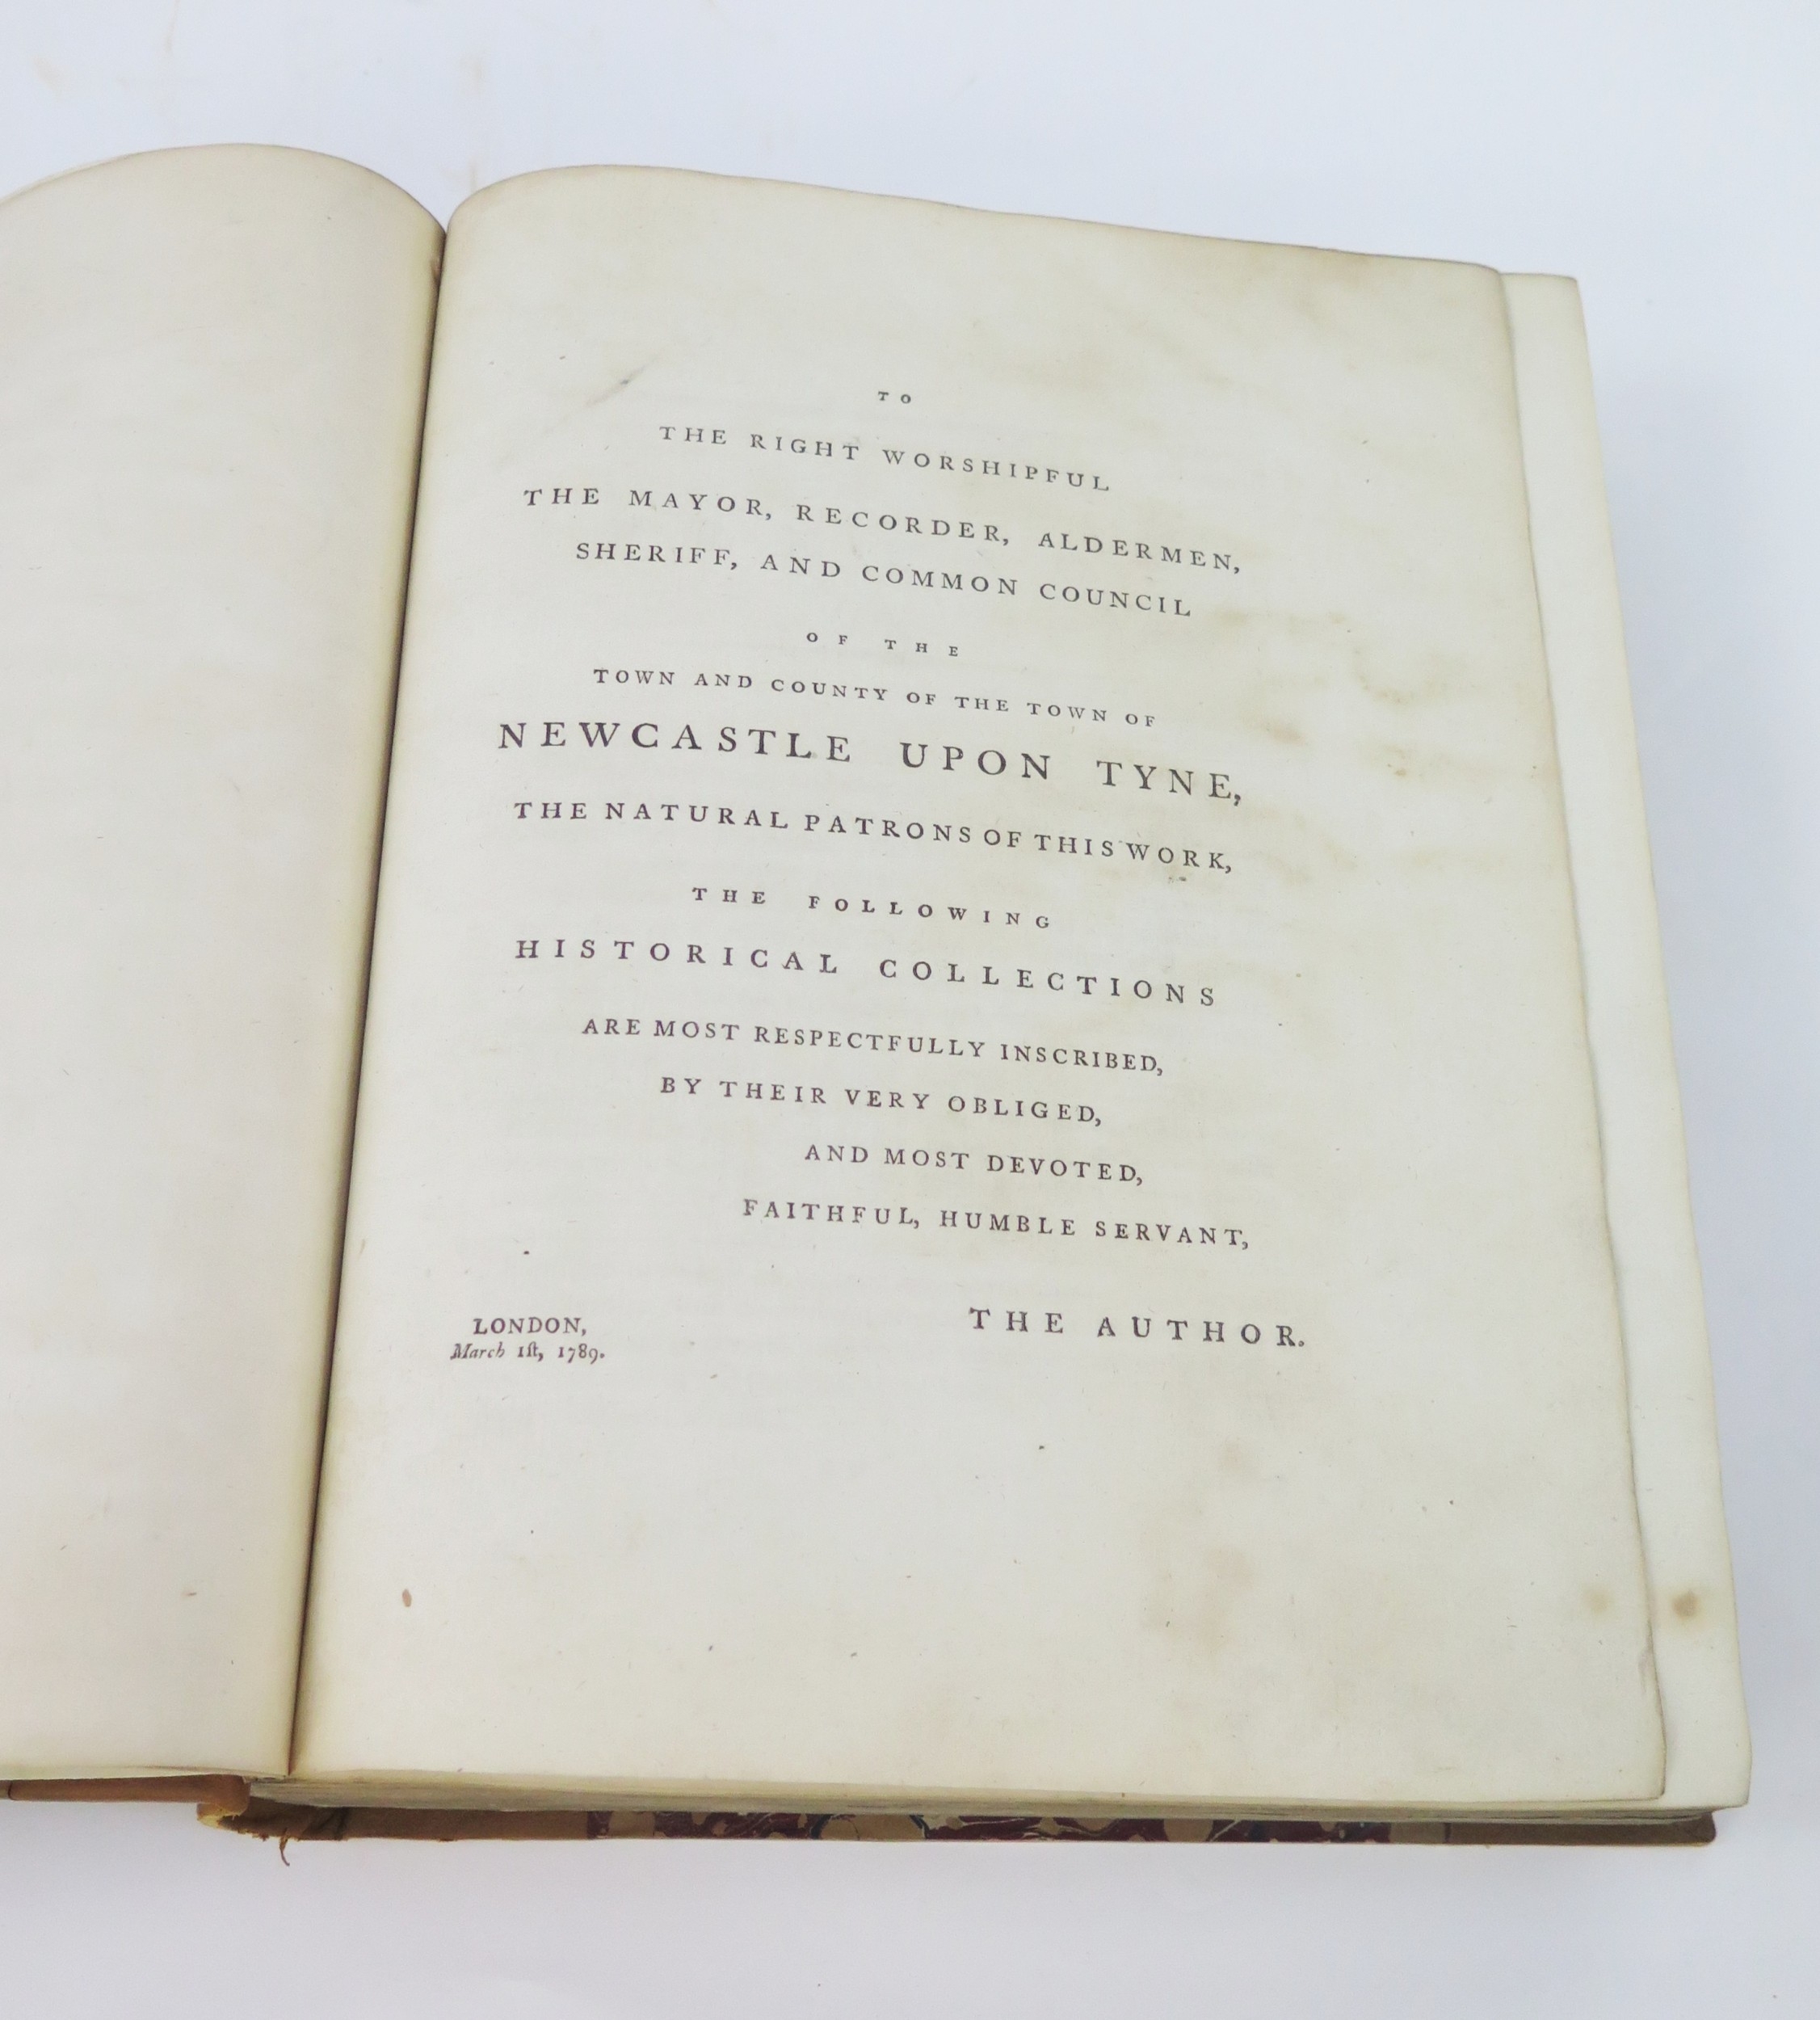 TO
THE RIGHT WORSHIPFUL
THE MAYOR, RECORDER, ALDERMEN,
SHERIFF, AND COMMON COUNCIL
OF THE
TOWN AND COUNTY OF THE TOWN OF
NEWCASTLE UPON TYNE,
THE NATURAL PATRONS OF THIS WORK,
THE FOLLOWING
HISTORICAL COLLECTIONS
ARE MOST RESPECTFULLY INSCRIBED,
BY THEIR VERY OBLIGED,
AND MOST DEVOTED,
FAITHFUL, HUMBLE SERVANT,
THE AUTHOR.
LONDON,
March 1ſt, 1789.